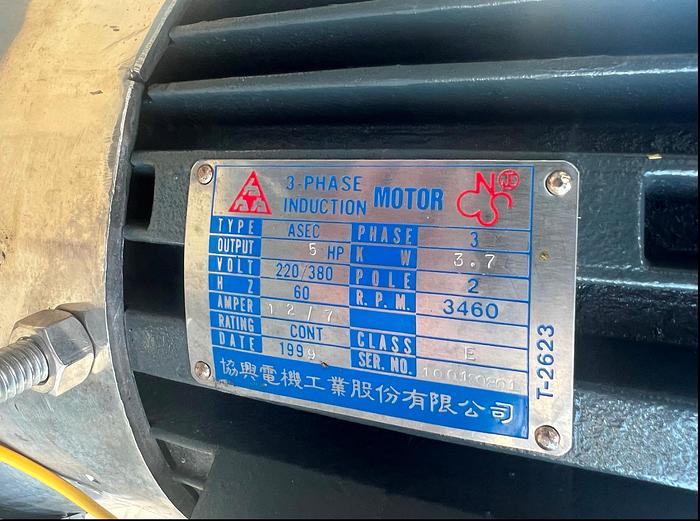 3-PHASE
INDUCTION MOTOR
TYPE ASEC PHASE 3
OUTPUT 5 HP K W 3.7
VOLT 220/380 POLE 2
H Z 60 R.P.M. 3460
AMPER 12/7
RATING CONT CLASS E
DATE 1999 SER.NO.
協興電機工業股份有限公司
T-2623